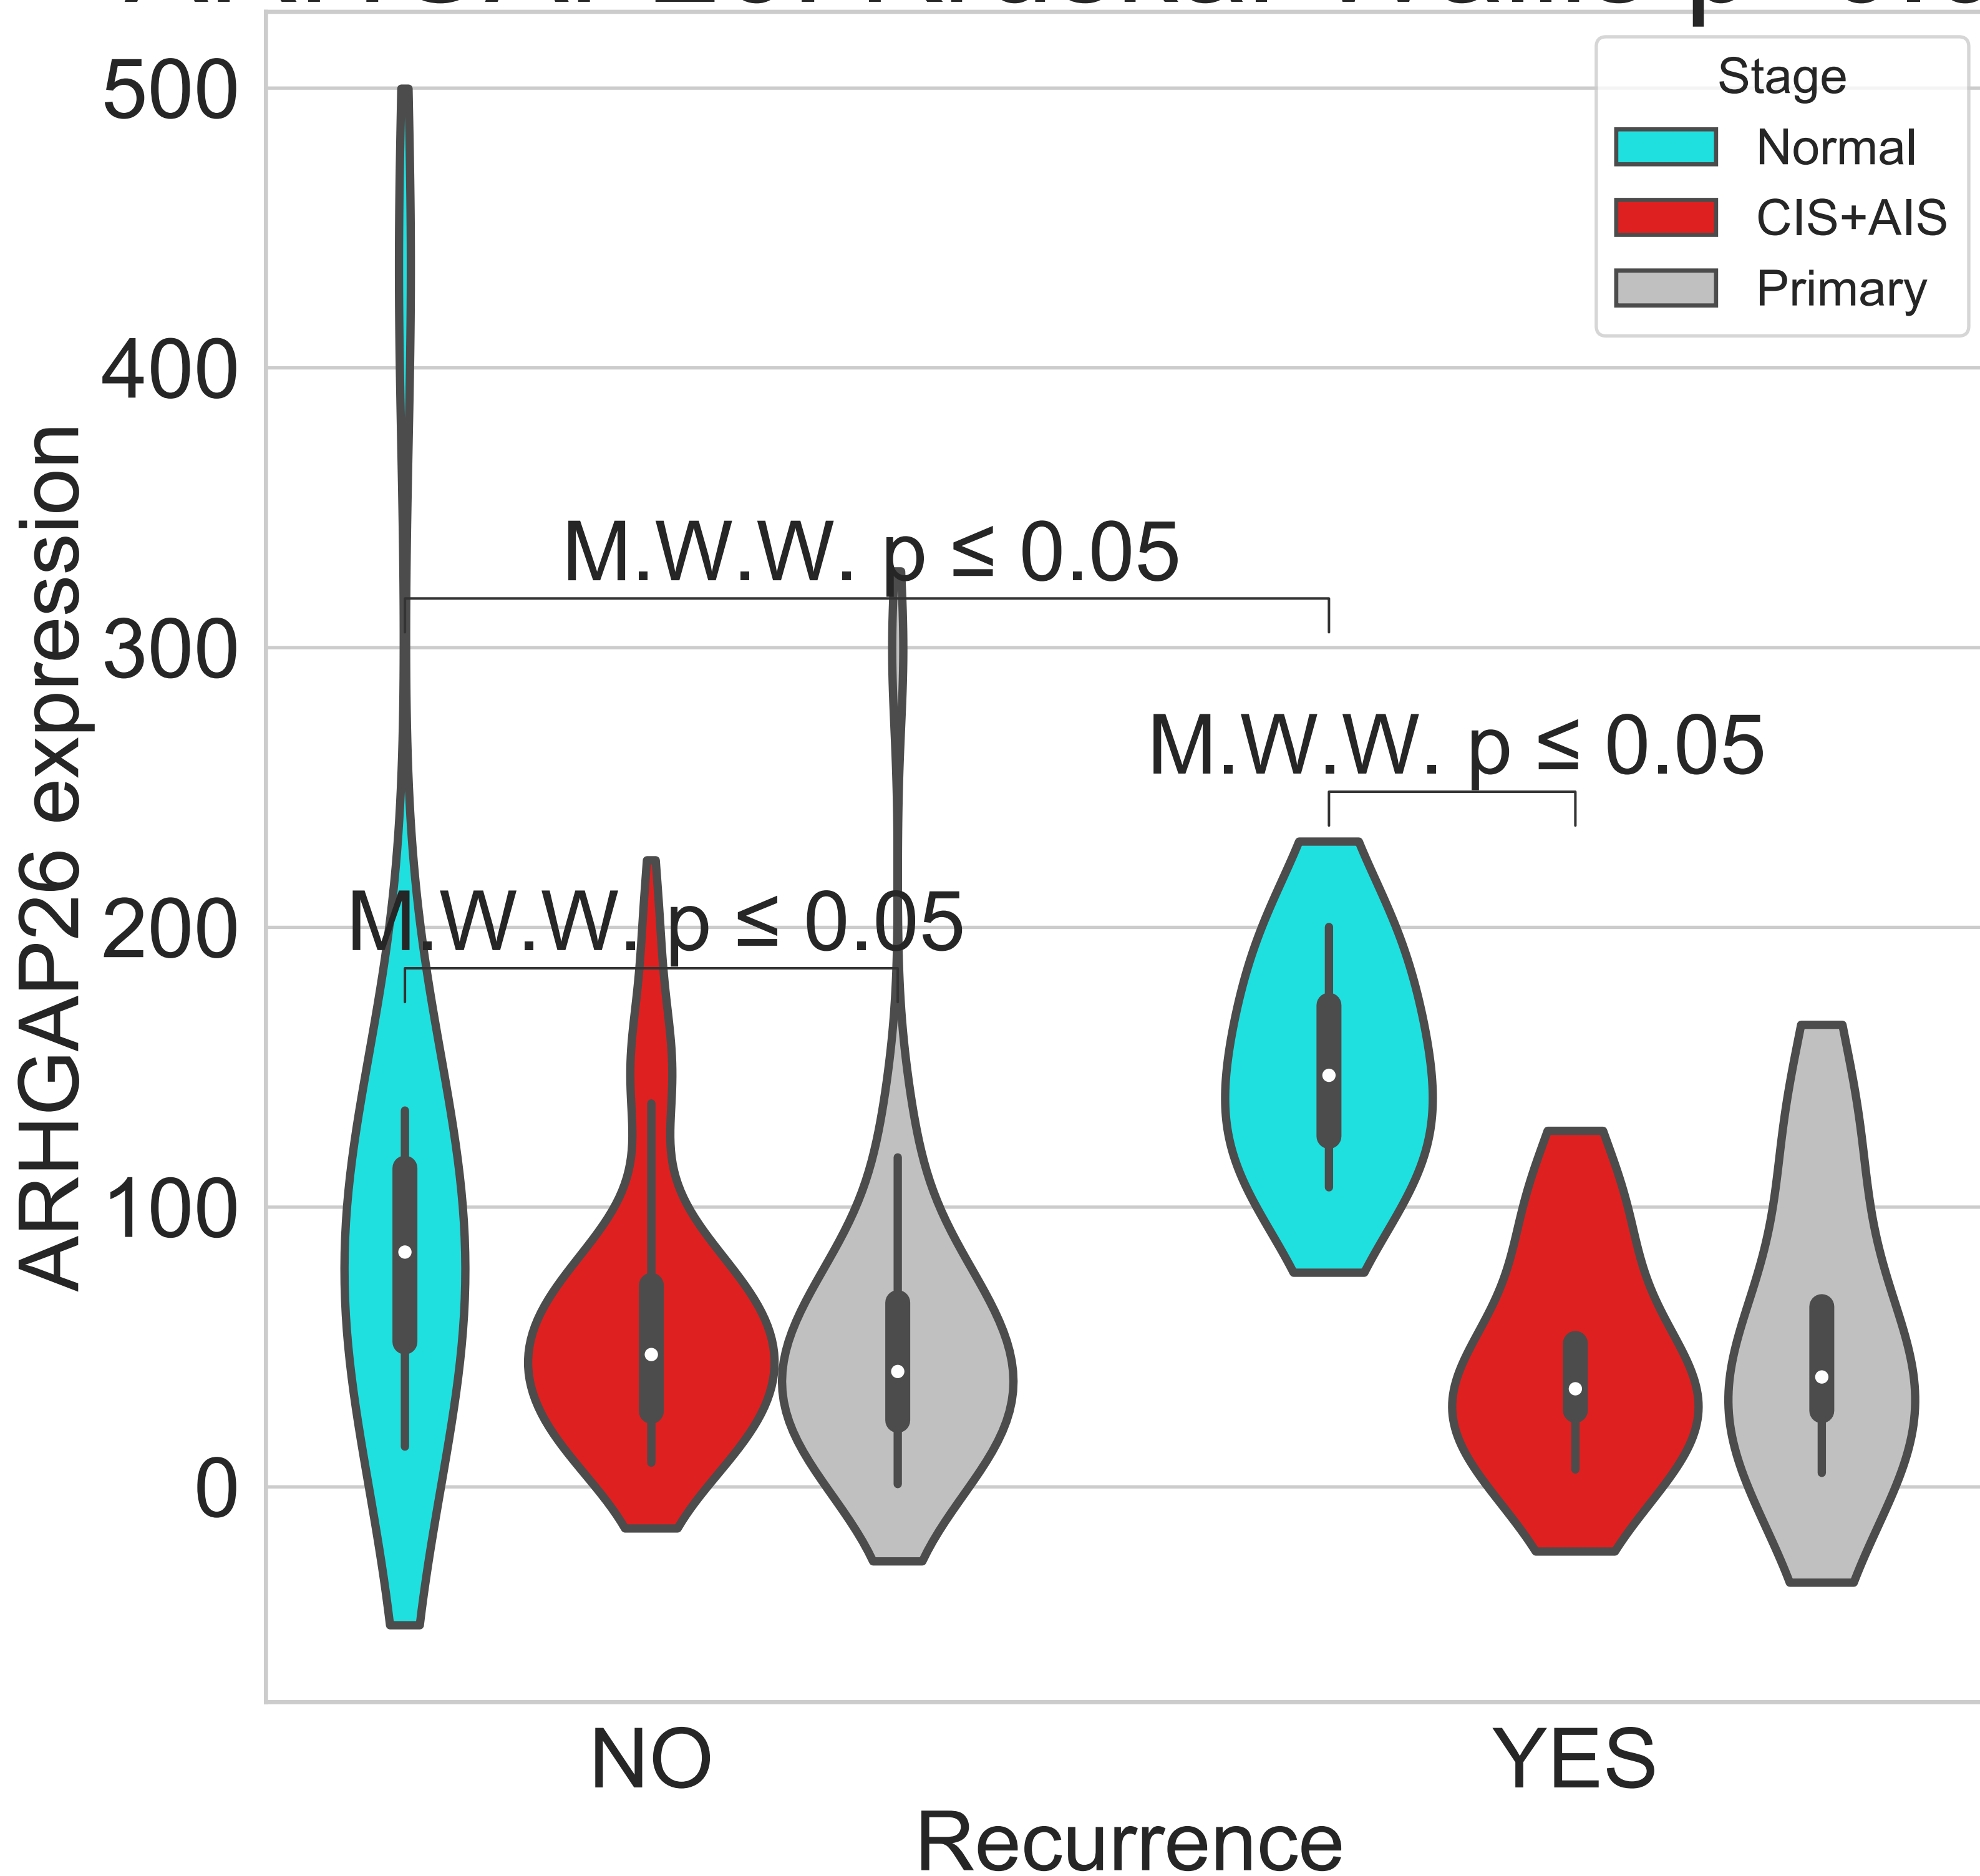 Stage
Normal
CIS+AIS
Primary
500
400
300
200
100
0
ARHGAP26 expression
M.W.W. p ≤ 0.05
M.W.W. p ≤ 0.05
M.W.W. p ≤ 0.05
NO
YES
Recurrence